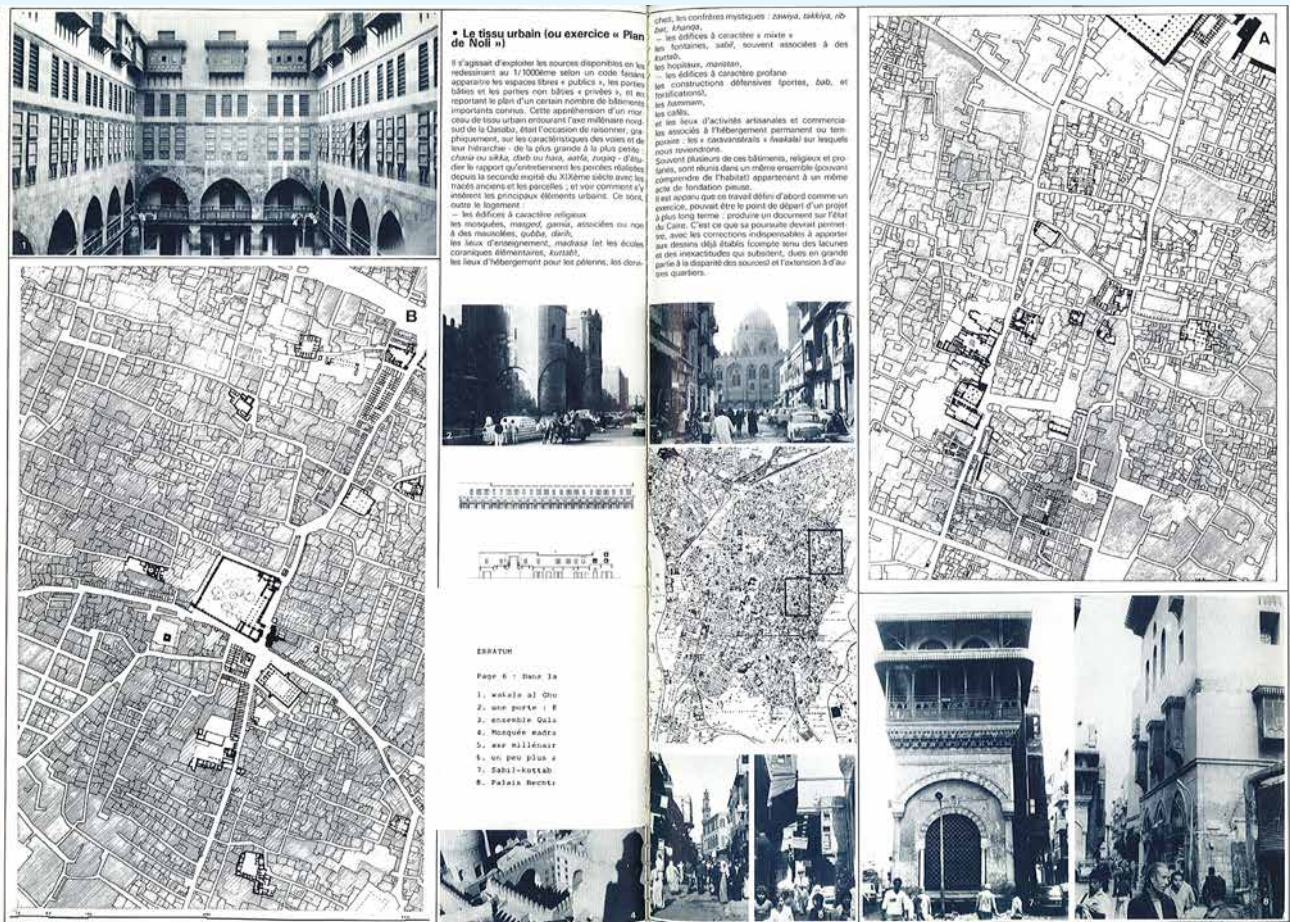 • Le tissu urbain (ou exercice « Plan
de Noli »)
Il s'agissait d'exploiter les sources disponibles en les
redessinant au 1/1000ème selon un code faisant
apparaître les espaces libres « publics », les parties
bâties et les parties non bâties « privées », et en
reportant le plan d'un certain nombre de bâtiments
importants connus. Cette appréhension d'un mor-
ceau de tissu urbain entourant l'axe millénaire nord-
sud de la Qasaba, était l'occasion de raisonner, gra-
phiquement, sur les caractéristiques des voies et de
leur hiérarchie - de la plus grande à la plus petite :
charia ou sikka, darb ou hara, aatfa, zuqaq - d'étu-
dier le rapport qu'entretiennent les percées réalisées
depuis la seconde moitié du XIXème siècle avec les
tracés anciens et les parcelles ; et voir comment s'y
insèrent les principaux éléments urbains. Ce sont,
outre le logement :
— les édifices à caractère religieux
les mosquées, masged, gamia, associées ou non
à des mausolées, qubba, darih,
les lieux d'enseignement, madrasa (et les écoles
coraniques élémentaires, kuttab),
les lieux d'hébergement pour les pèlerins, les dervi-
ches, les confréries mystiques : zawiya, takkiya, rib-
bat, khanqa,
— les édifices à caractère « mixte »
les fontaines, sabil, souvent associées à des
kuttab,
les hopitaux, maristan,
— les édifices à caractère profane
les constructions défensives (portes, bab, et
fortifications),
les hammam,
les cafés,
et les lieux d'activités artisanales et commercia-
les associés à l'hébergement permanent ou tem-
poraire : les « caravansérails » (wakala) sur lesquels
nous reviendrons.
Souvent plusieurs de ces bâtiments, religieux et pro-
fanes, sont réunis dans un même ensemble (pouvant
comprendre de l'habitat) appartenant à un même
acte de fondation pieuse.
Il est apparu que ce travail défini d'abord comme un
exercice, pouvait être le point de départ d'un projet
à plus long terme : produire un document sur l'état
du Caire. C'est ce que sa poursuite devrait permet-
tre, avec les corrections indispensables à apporter
aux dessins déjà établis (compte tenu des lacunes
et des inexactitudes qui subsistent, dues en grande
partie à la disparité des sources) et l'extension à d'au-
tres quartiers.
A
1
B
2
ERRATUM
Page 6 : Dans la
1. wakala al Gho
2. une porte : B
3. ensemble Qala
4. Mosquée madra
5. axe millénair
6. un peu plus a
7. Sabil-kuttab
8. Palais Becht
4
7
8